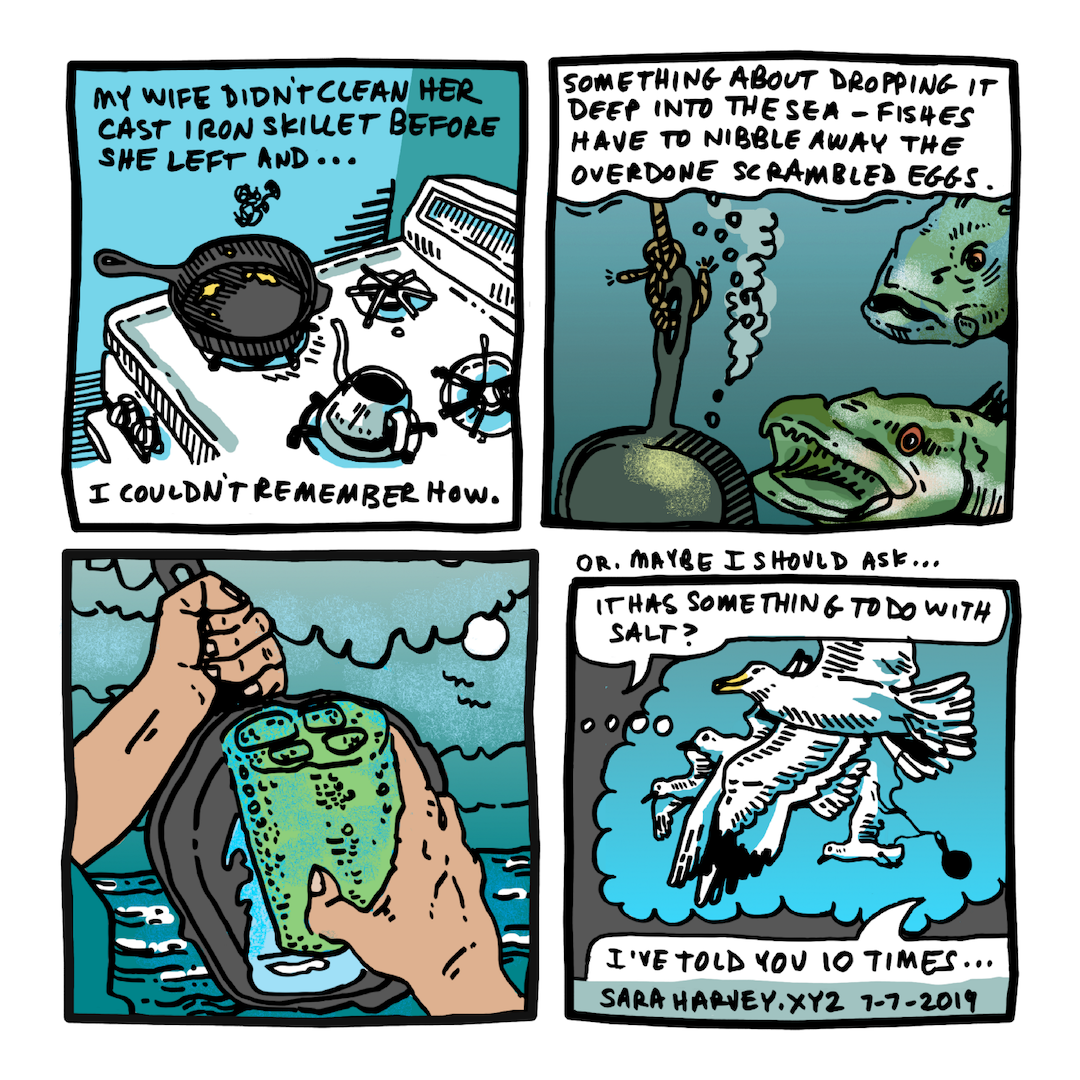 MY WIFE DIDN'T CLEAN HER
CAST IRON SKILLET BEFORE
SHE LEFT AND...
I COULDN'T REMEMBER HOW.
SOMETHING ABOUT DROPPING IT
DEEP INTO THE SEA – FISHES
HAVE TO NIBBLE AWAY THE
OVERDONE SCRAMBLED EGGS.
OR. MAYBE I SHOULD ASK...
IT HAS SOMETHING TO DO WITH
SALT?
I'VE TOLD YOU 10 TIMES...
SARAHARVEY.XYZ 7-7-2019